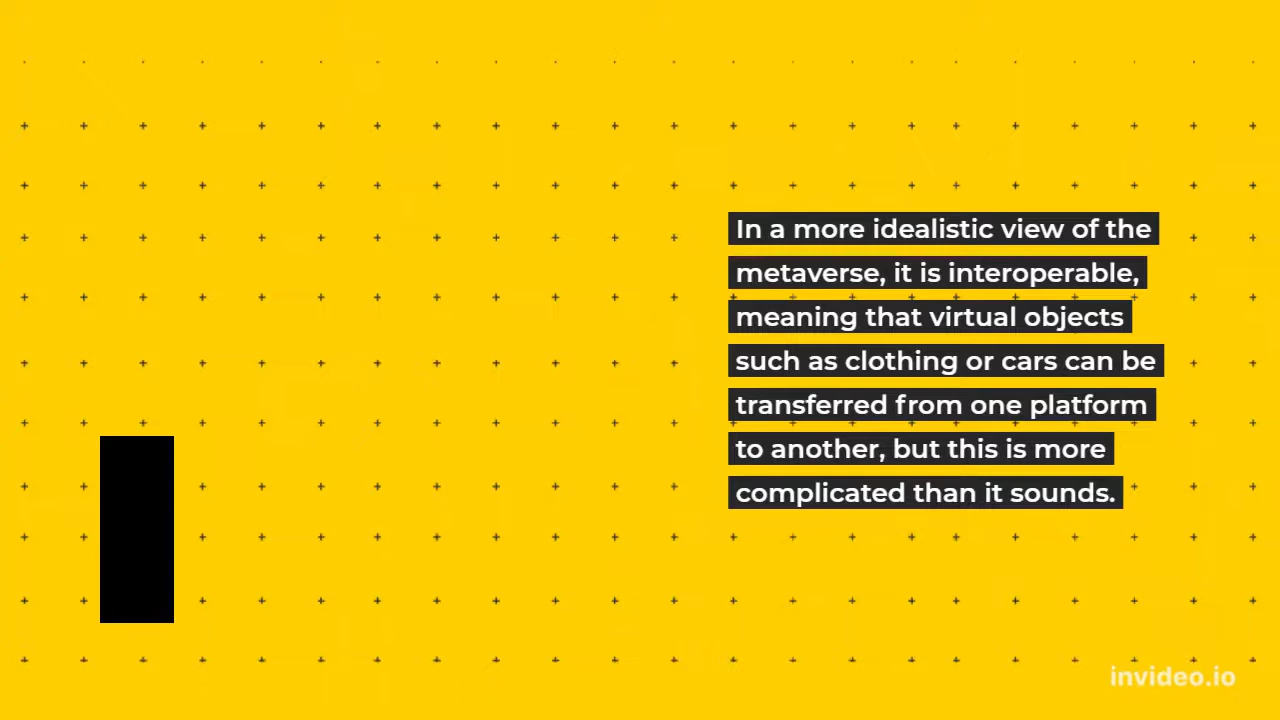 In a more idealistic view of the
metaverse, it is interoperable,
meaning that virtual objects
such as clothing or cars can be
transferred from one platform
to another, but this is more
complicated than it sounds.
invideo.io